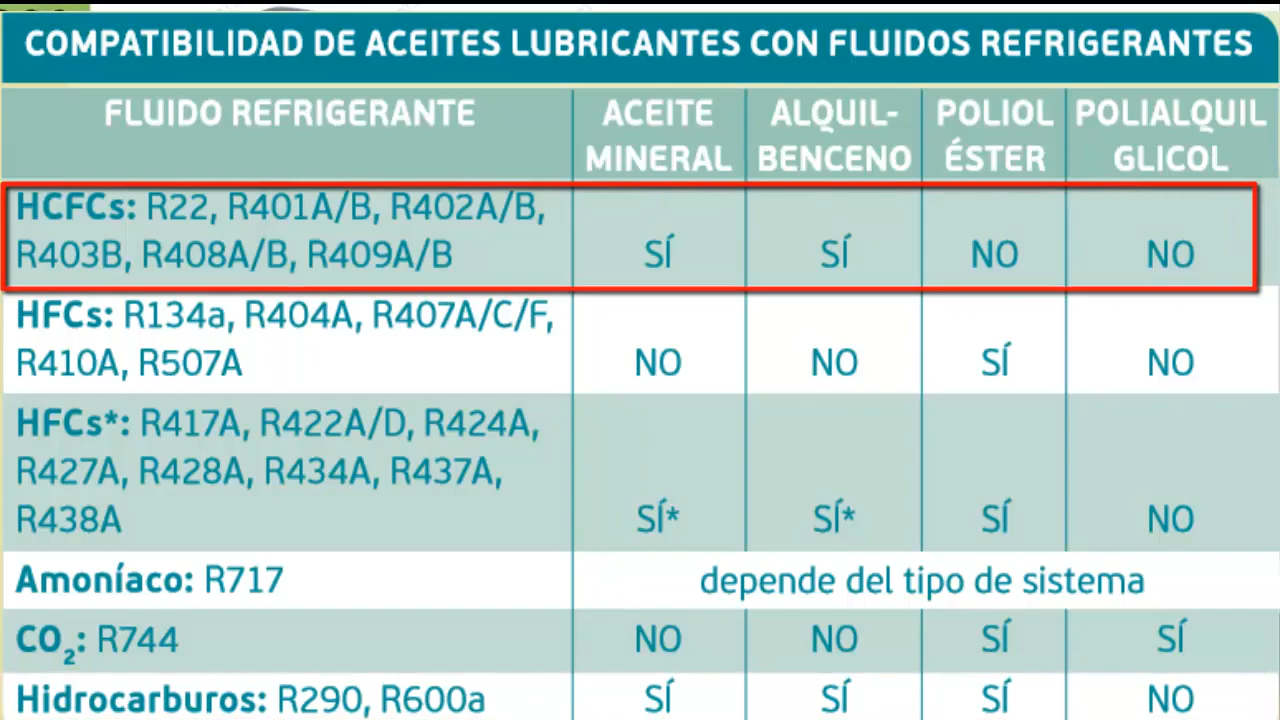 COMPATIBILIDAD DE ACEITES LUBRICANTES CON FLUIDOS REFRIGERANTES
FLUIDO REFRIGERANTE ACEITE MINERAL ALQUIL-BENCENO POLIOL ÉSTER POLIALQUIL GLICOL
HCFCs: R22, R401A/B, R402A/B,
R403B, R408A/B, R409A/B SÍ SÍ NO NO
HFCs: R134a, R404A, R407A/C/F,
R410A, R507A NO NO SÍ NO
HFCs*: R417A, R422A/D, R424A,
R427A, R428A, R434A, R437A,
R438A SÍ* SÍ* SÍ NO
Amoníaco: R717 depende del tipo de sistema
CO₂: R744 NO NO SÍ SÍ
Hidrocarburos: R290, R600a SÍ SÍ SÍ NO